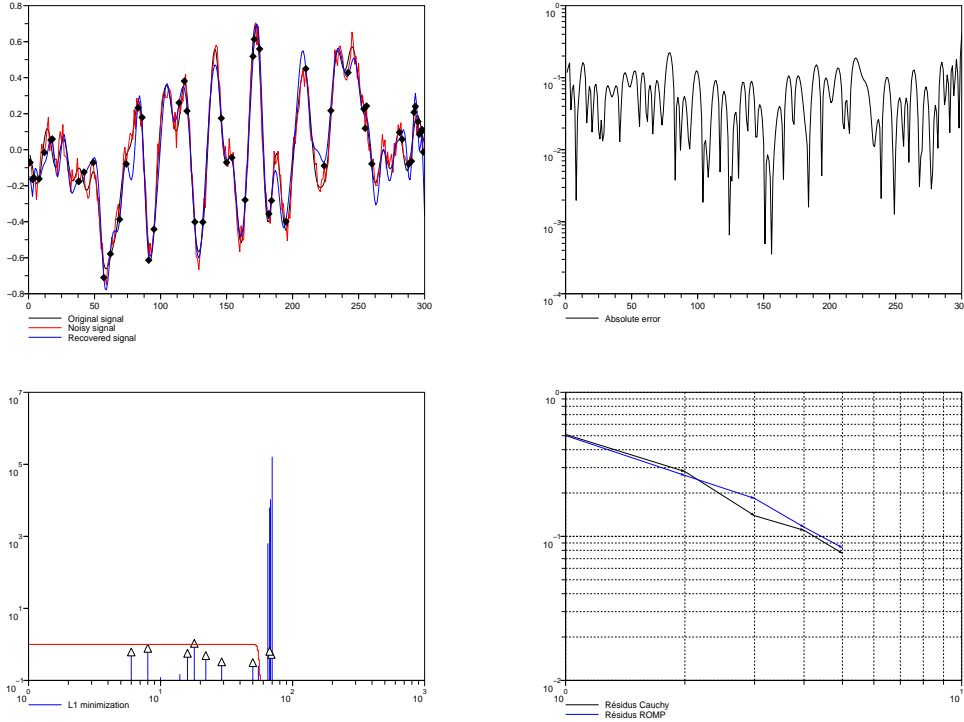 0.8
0.6
0.4
0.2
0.0
−0.2
−0.4
−0.6
−0.8
0 50 100 150 200 250 300
Original signal
Noisy signal
Recovered signal
10 0
10 −1
10 −2
10 −3
10 −4
0 50 100 150 200 250 300
Absolute error
10 7
10 5
10 3
10 1
10 −1
10 0 10 1 10 2 10 3
L1 minimization
10 0
10 −1
10 −2
10 0 10 1
Résidus Cauchy
Résidus ROMP